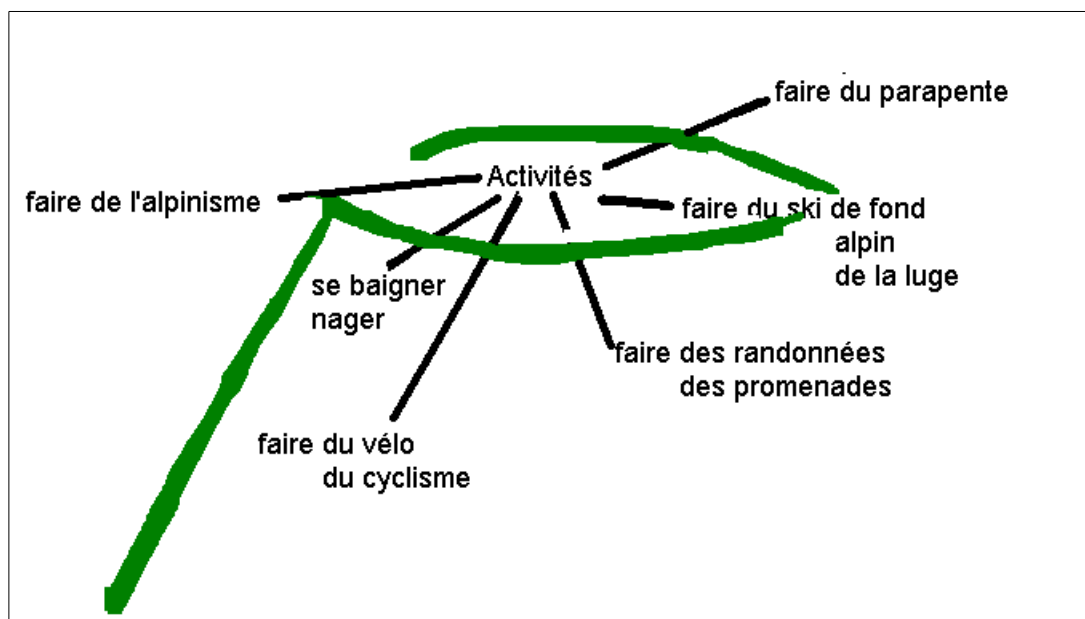 faire du parapente
Activités
faire de l'alpinisme
faire du ski de fond
alpin
de la luge
se baigner
nager
faire des randonnées
des promenades
faire du vélo
du cyclisme